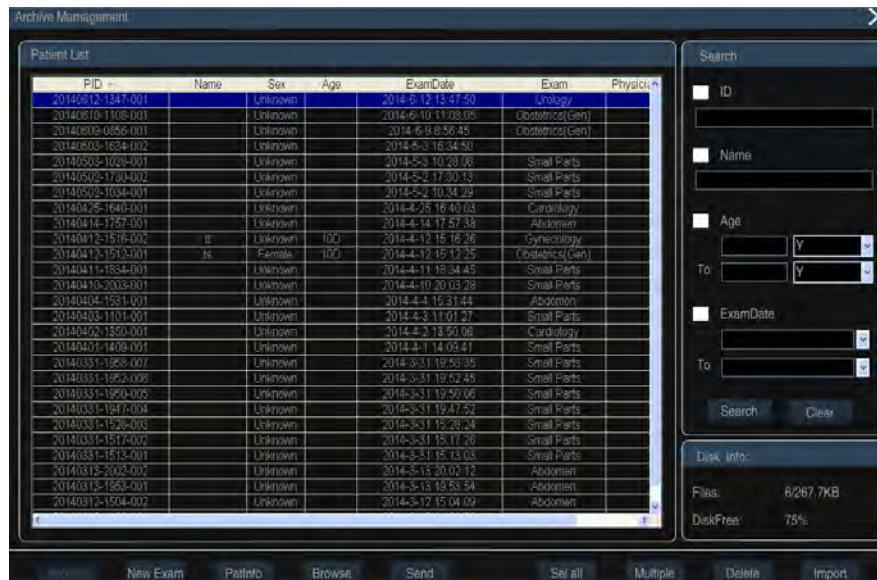 Archive Mamagement
Patient List
PID Name Sex Age ExamDate Exam Physicia
20140612-1347-001 Unknown 2014-6-12 13:47:50 Urology
20140610-1108-001 Unknown 2014-6-10 11:08:05 Obstetrics(Gen)
20140609-0856-001 Unknown 2014-6-9 8:56:45 Obstetrics(Gen)
20140503-1634-002 Unknown 2014-5-3 16:34:50
20140503-1028-001 Unknown 2014-5-3 10:28:06 Small Parts
20140502-1730-002 Unknown 2014-5-2 17:30:13 Small Parts
20140502-1034-001 Unknown 2014-5-2 10:34:29 Small Parts
20140425-1640-001 Unknown 2014-4-25 16:40:03 Cardiology
20140414-1757-001 Unknown 2014-4-14 17:57:38 Abdomen
20140412-1516-002 Unknown 10D 2014-4-12 15:16:26 Gynecology
20140412-1512-001 ts Female 10D 2014-4-12 15:12:25 Obstetrics(Gen)
20140411-1834-001 Unknown 2014-4-11 18:34:45 Small Parts
20140410-2003-001 Unknown 2014-4-10 20:03:28 Small Parts
20140404-1531-001 Unknown 2014-4-4 15:31:44 Abdomen
20140403-1101-001 Unknown 2014-4-3 11:01:27 Small Parts
20140402-1350-001 Unknown 2014-4-2 13:50:06 Cardiology
20140401-1409-001 Unknown 2014-4-1 14:09:41 Small Parts
20140331-1958-007 Unknown 2014-3-31 19:58:35 Small Parts
20140331-1952-006 Unknown 2014-3-31 19:52:45 Small Parts
20140331-1950-005 Unknown 2014-3-31 19:50:06 Small Parts
20140331-1947-004 Unknown 2014-3-31 19:47:52 Small Parts
20140331-1528-003 Unknown 2014-3-31 15:28:24 Small Parts
20140331-1517-002 Unknown 2014-3-31 15:17:26 Small Parts
20140331-1513-001 Unknown 2014-3-31 15:13:03 Small Parts
20140313-2002-002 Unknown 2014-3-13 20:02:12 Abdomen
20140313-1953-001 Unknown 2014-3-13 19:53:54 Abdomen
20140312-1504-002 Unknown 2014-3-12 15:04:09 Abdomen
Search
ID
Name
Age
Y
To Y
ExamDate
To
Search Clear
Disk Info:
Files: 6/267.7KB
DiskFree: 75%
New Exam PatInfo Browse Send Sel all Multiple Delete Import